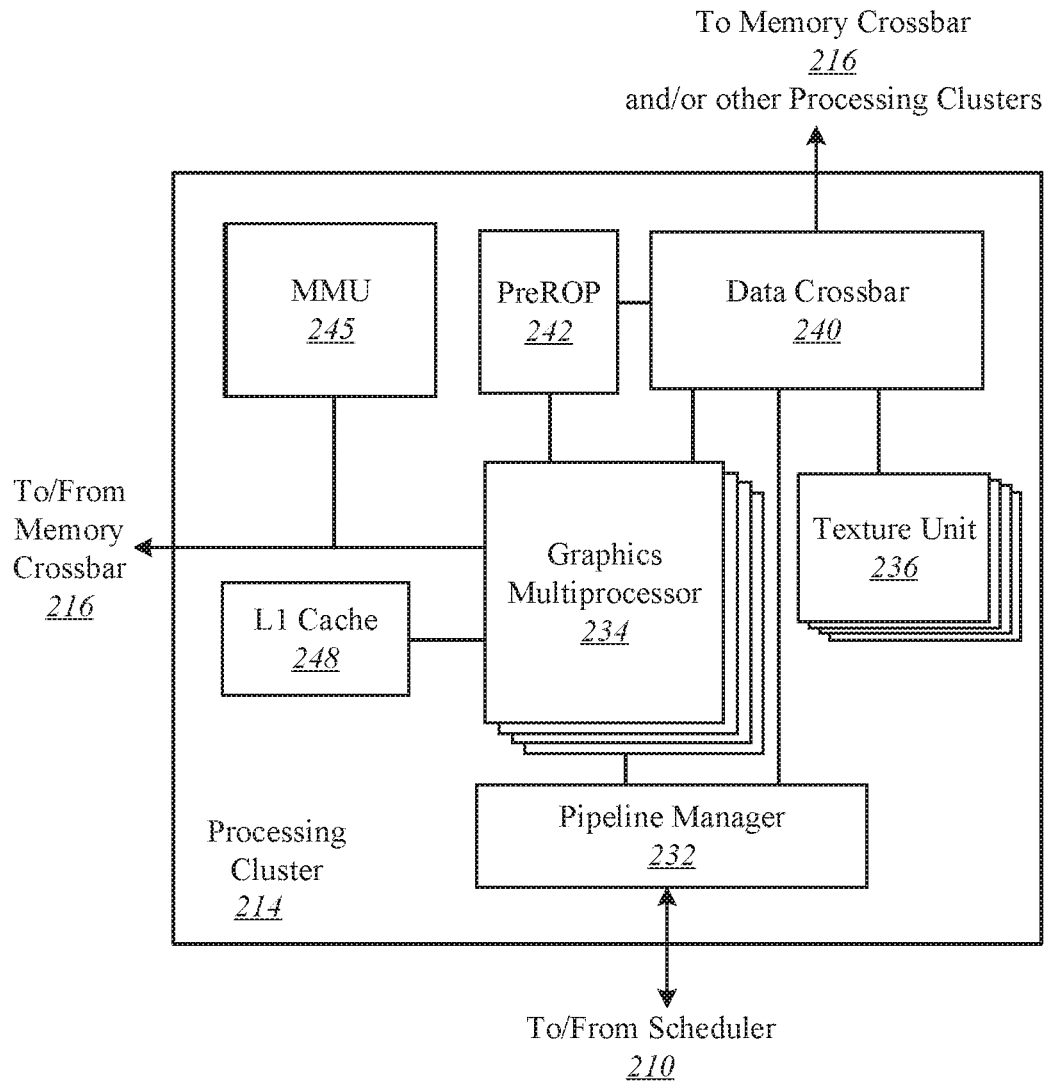 To Memory Crossbar
216
and/or other Processing Clusters
MMU
245
PreROP
242
Data Crossbar
240
To/From
Memory
Crossbar
216
Graphics
Multiprocessor
234
Texture Unit
236
L1 Cache
248
Pipeline Manager
232
Processing
Cluster
214
To/From Scheduler
210